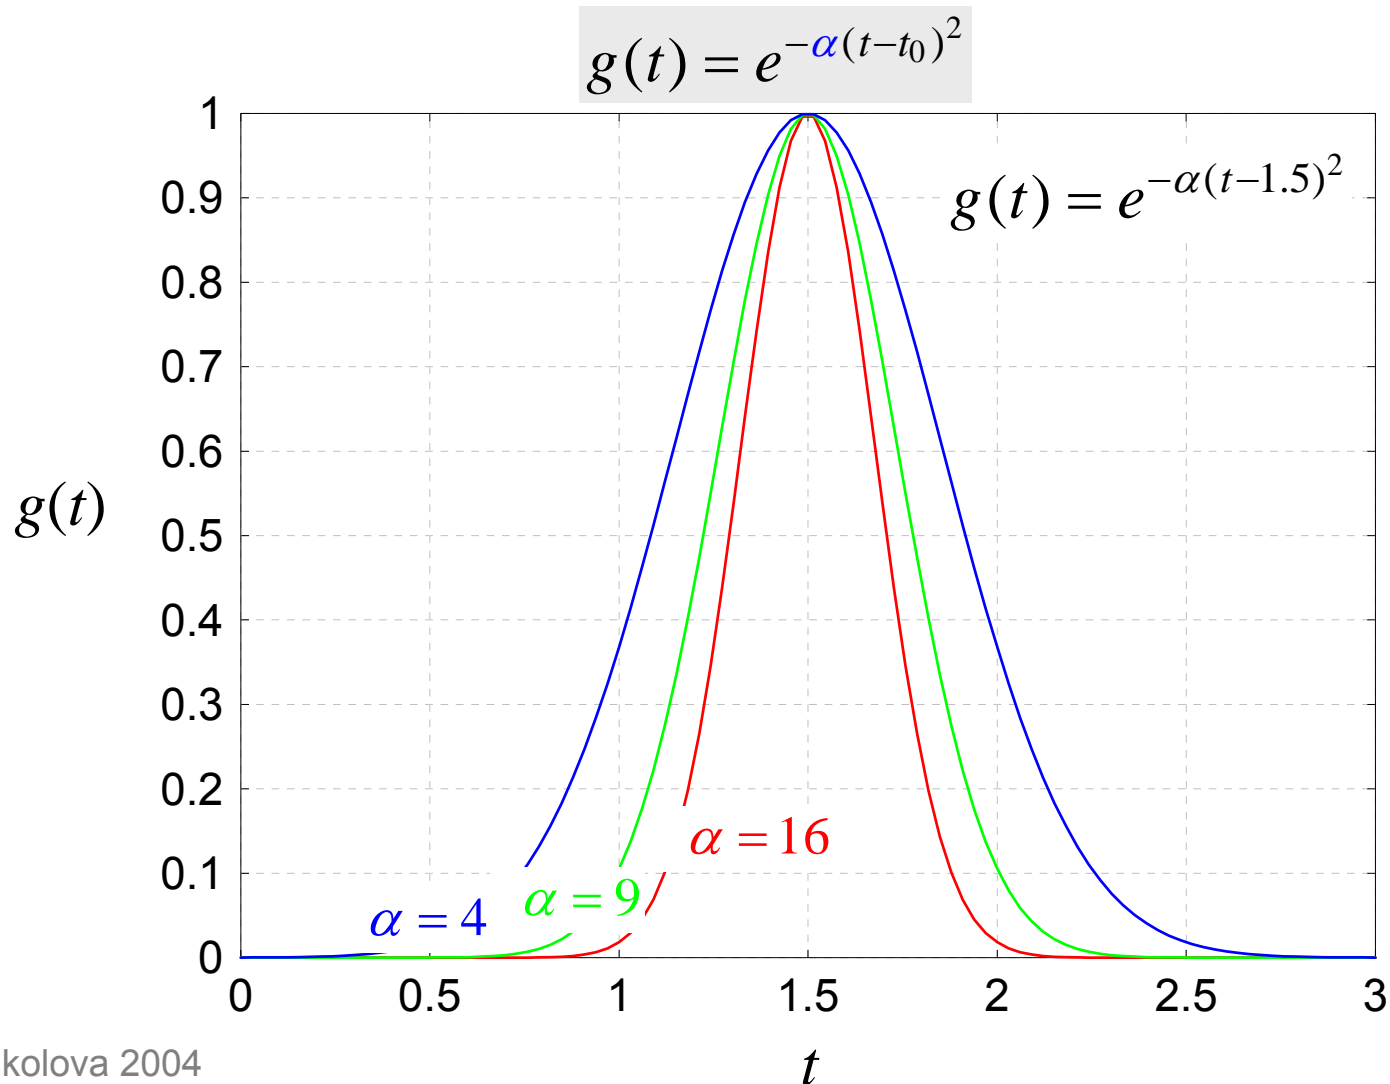 g(t) = e^{-α(t-t_0)^2}
g(t) = e^{-α(t-1.5)^2}
1
0.9
0.8
0.7
0.6
0.5
0.4
0.3
0.2
0.1
0
g(t)
α = 16
α = 9
α = 4
0 0.5 1 1.5 2 2.5 3
t
kolova 2004